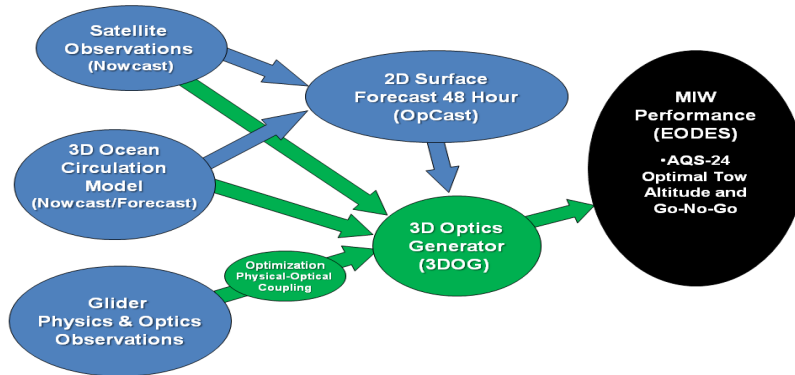 Satellite
Observations
(Nowcast)
2D Surface
Forecast 48 Hour
(OpCast)
MIW
Performance
(EODES)
▪AQS-24
Optimal Tow
Altitude and
Go-No-Go
3D Ocean
Circulation
Model
(Nowcast/Forecast)
3D Optics
Generator
(3DOG)
Optimization
Physical-Optical
Coupling
Glider
Physics & Optics
Observations